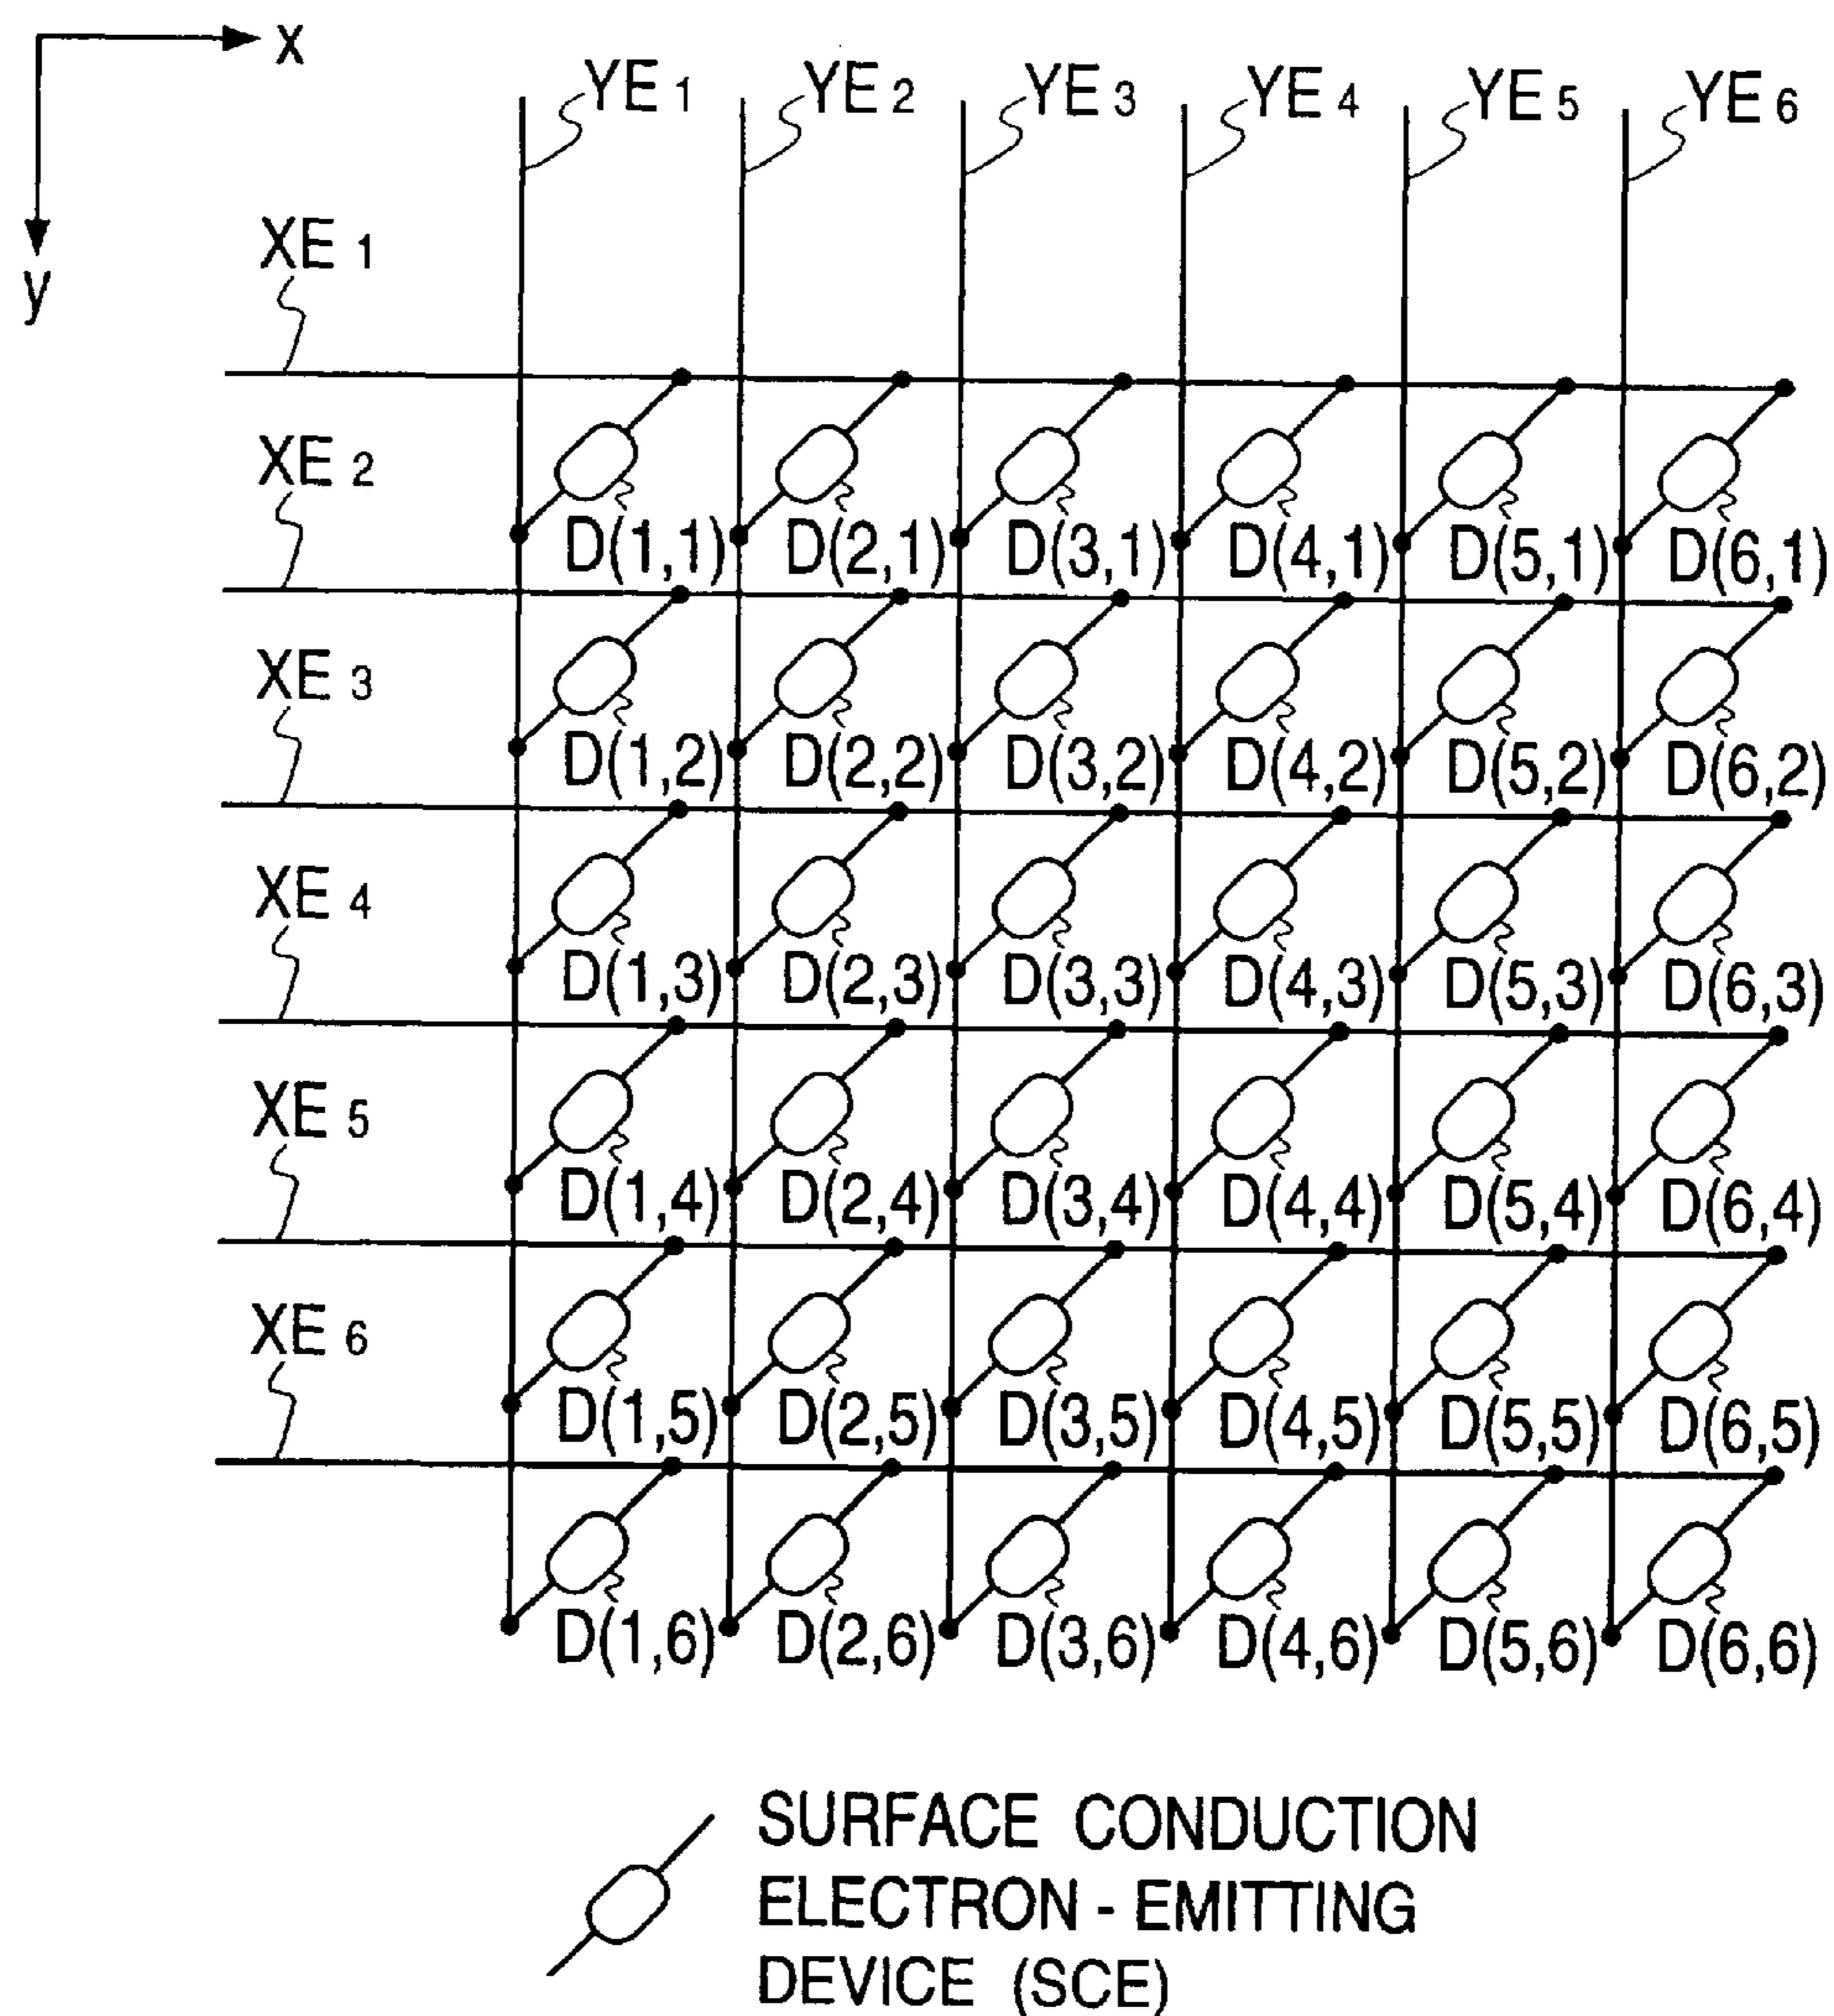 x
YE 1 YE 2 YE 3 YE 4 YE 5 YE 6
y
XE 1
XE 2
D(1,1) D(2,1) D(3,1) D(4,1) D(5,1) D(6,1)
XE 3
D(1,2) D(2,2) D(3,2) D(4,2) D(5,2) D(6,2)
XE 4
D(1,3) D(2,3) D(3,3) D(4,3) D(5,3) D(6,3)
XE 5
D(1,4) D(2,4) D(3,4) D(4,4) D(5,4) D(6,4)
XE 6
D(1,5) D(2,5) D(3,5) D(4,5) D(5,5) D(6,5)
D(1,6) D(2,6) D(3,6) D(4,6) D(5,6) D(6,6)
SURFACE CONDUCTION
ELECTRON - EMITTING
DEVICE (SCE)